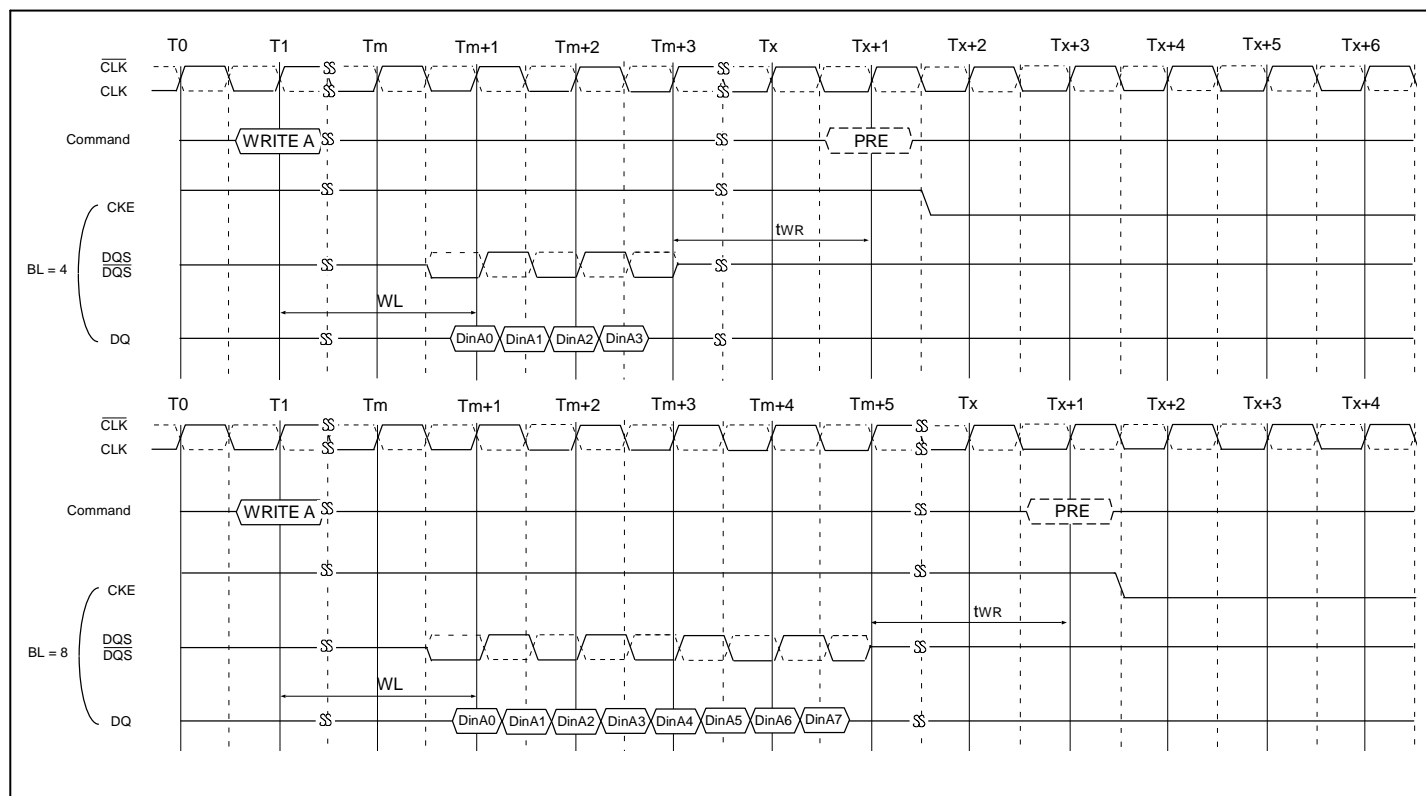 T0 T1 Tm Tm+1 Tm+2 Tm+3 Tx Tx+1 Tx+2 Tx+3 Tx+4 Tx+5 Tx+6
CLK
CLK
Command WRITE A PRE
CKE
tWR
BL = 4
DQS
DQS
WL
DQ DinA0 DinA1 DinA2 DinA3
T0 T1 Tm Tm+1 Tm+2 Tm+3 Tm+4 Tm+5 Tx Tx+1 Tx+2 Tx+3 Tx+4
CLK
CLK
Command WRITE A PRE
CKE
tWR
BL = 8
DQS
DQS
WL
DQ DinA0 DinA1 DinA2 DinA3 DinA4 DinA5 DinA6 DinA7